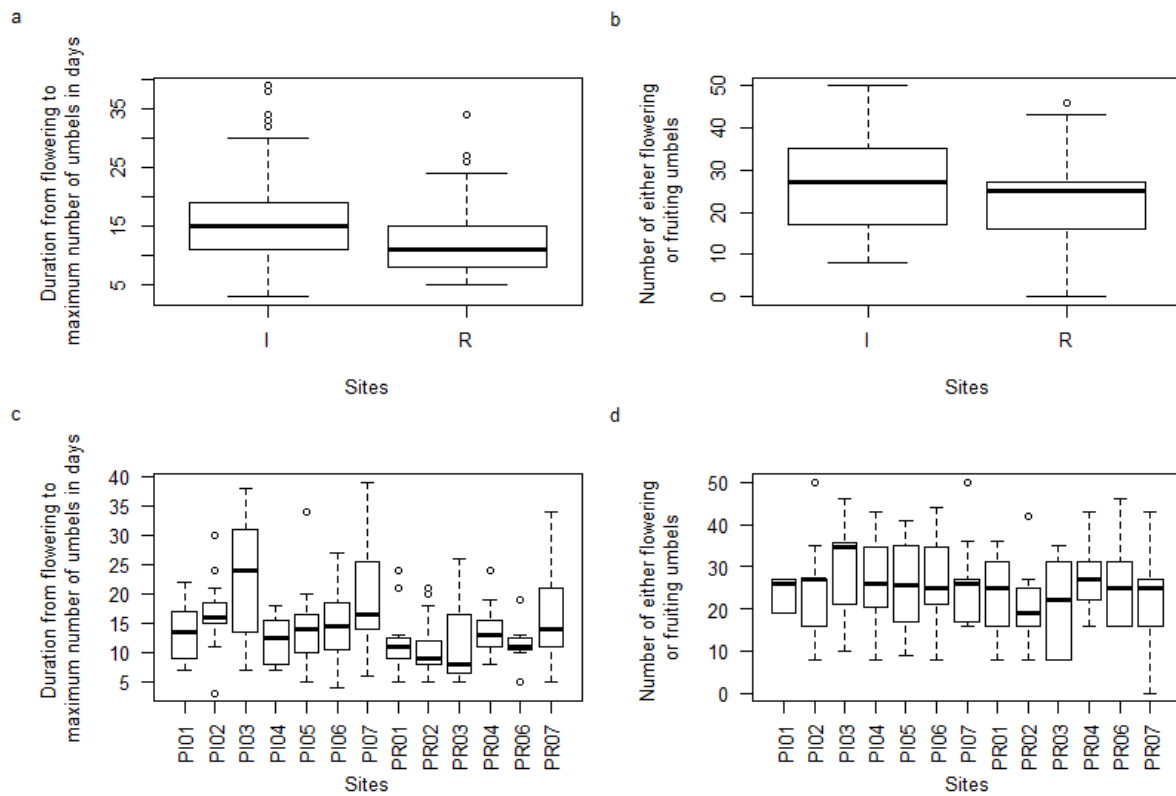 a
Duration from flowering to
maximum number of umbels in days
5
15
25
35
I
R
Sites
b
Number of either flowering
or fruiting umbels
0
10
20
30
40
50
I
R
Sites
c
Duration from flowering to
maximum number of umbels in days
5
10
15
20
25
30
35
40
PI01
PI02
PI03
PI04
PI05
PI06
PI07
PR01
PR02
PR03
PR04
PR06
PR07
Sites
d
Number of either flowering
or fruiting umbels
0
10
20
30
40
50
PI01
PI02
PI03
PI04
PI05
PI06
PI07
PR01
PR02
PR03
PR04
PR06
PR07
Sites